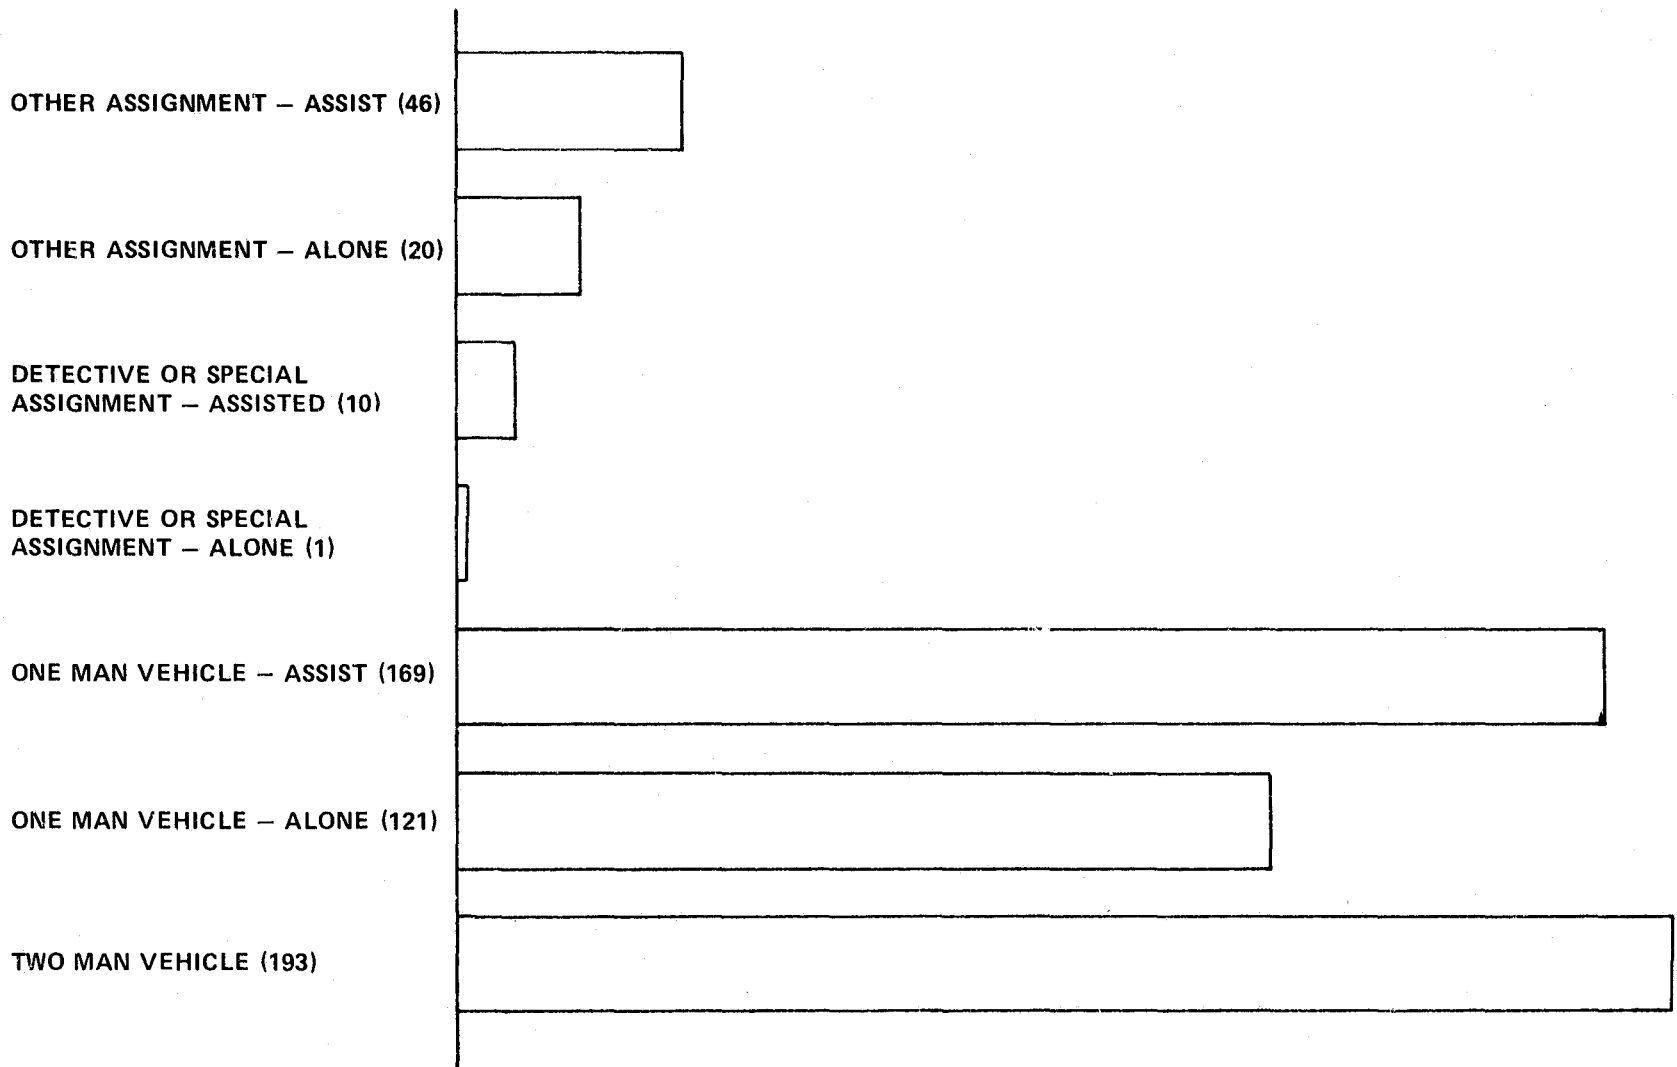 OTHER ASSIGNMENT – ASSIST (46)
OTHER ASSIGNMENT – ALONE (20)
DETECTIVE OR SPECIAL
ASSIGNMENT – ASSISTED (10)
DETECTIVE OR SPECIAL
ASSIGNMENT – ALONE (1)
ONE MAN VEHICLE – ASSIST (169)
ONE MAN VEHICLE – ALONE (121)
TWO MAN VEHICLE (193)